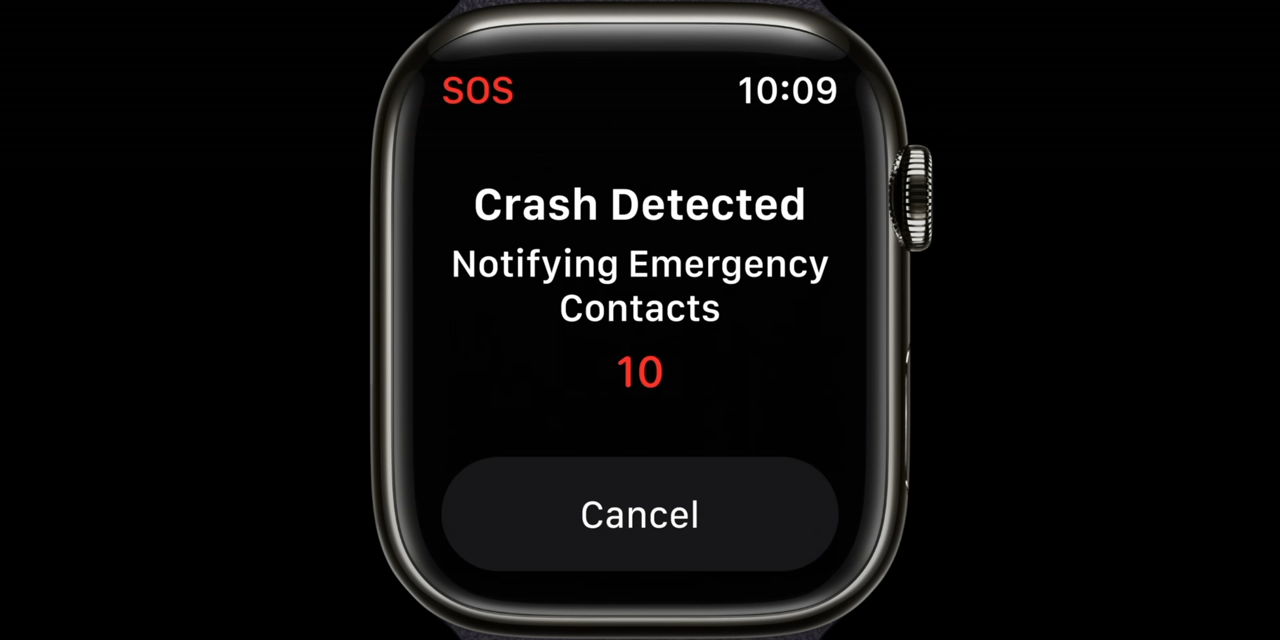 SOS 10:09
Crash Detected
Notifying Emergency
Contacts
10
Cancel